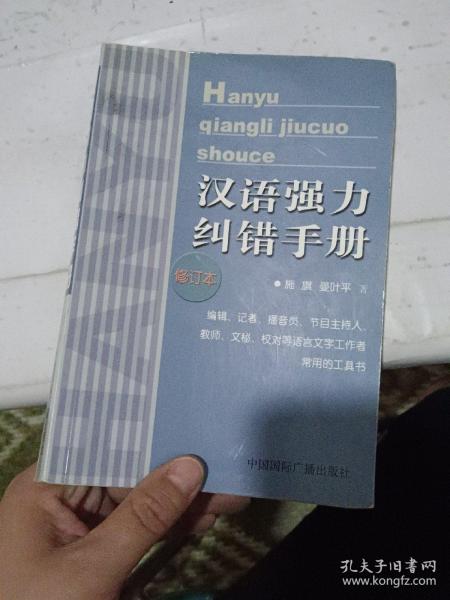 HANYU
Hanyu
qiangli jiucuo
shouce
汉语强力
纠错手册
修订本
●施旗 晏叶平 著
编辑、记者、播音员、节目主持人、
教师、文秘、校对等语言文字工作者
常用的工具书
中国国际广播出版社
孔夫子旧书网
www.kongfz.com